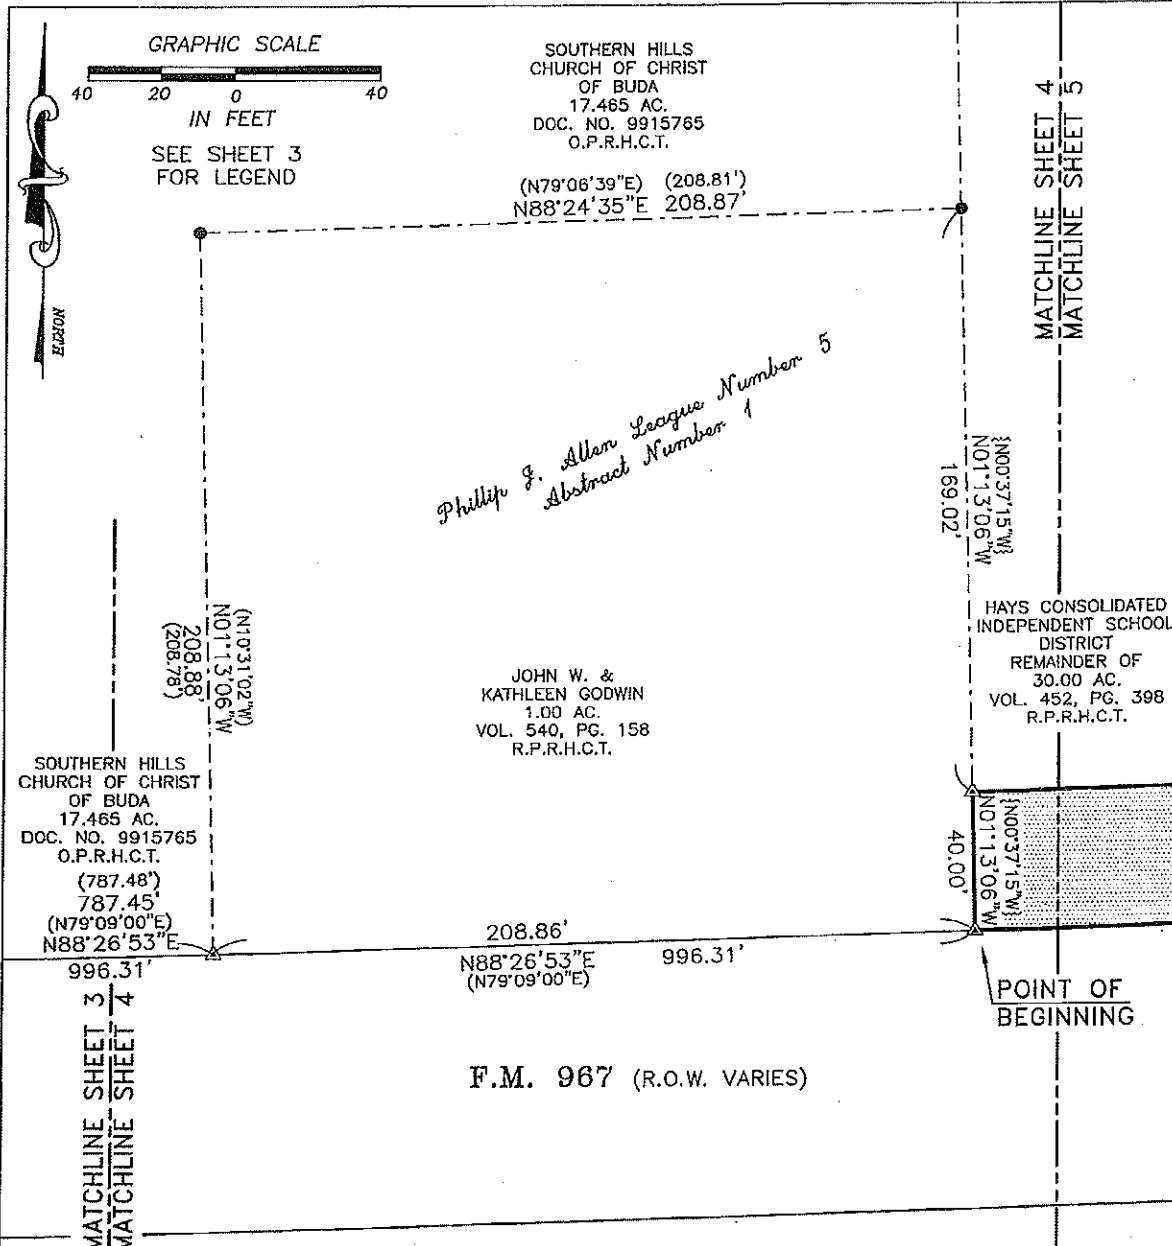 GRAPHIC SCALE
40 20 0 40
IN FEET
SEE SHEET 3
FOR LEGEND
NORTH
SOUTHERN HILLS
CHURCH OF CHRIST
OF BUDA
17.465 AC.
DOC. NO. 9915765
O.P.R.H.C.T.
(N79°06'39"E) (208.81')
N88°24'35"E 208.87'
MATCHLINE SHEET 4
MATCHLINE SHEET 5
Phillip J. Allen League Number 5
Abstract Number 1
{N00°37'15"W}
N01°13'06"W
169.02'
(N10°31'02"W)
N01°13'06"W
208.88'
(208.78')
JOHN W. &
KATHLEEN GODWIN
1.00 AC.
VOL. 540, PG. 158
R.P.R.H.C.T.
HAYS CONSOLIDATED
INDEPENDENT SCHOOL
DISTRICT
REMAINDER OF
30.00 AC.
VOL. 452, PG. 398
R.P.R.H.C.T.
SOUTHERN HILLS
CHURCH OF CHRIST
OF BUDA
17.465 AC.
DOC. NO. 9915765
O.P.R.H.C.T.
(787.48')
787.45'
(N79°09'00"E)
N88°26'53"E
996.31'
{N00°37'15"W}
N01°13'06"W
40.00'
208.86'
N88°26'53"E 996.31'
(N79°09'00"E)
POINT OF
BEGINNING
F.M. 967 (R.O.W. VARIES)
MATCHLINE SHEET 3
MATCHLINE SHEET 4